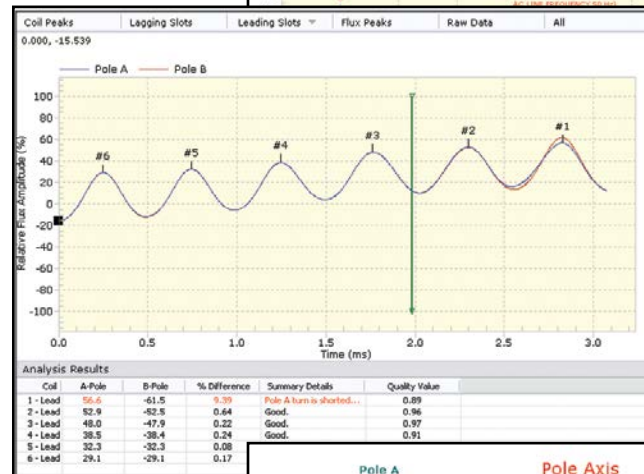 AC LINE FREQUENCY 50 Hz)
Coil Peaks Lagging Slots Leading Slots Flux Peaks Raw Data All
0.000, -15.539
Pole A Pole B
100
80
60
40
20
0
-20
-40
-60
-80
-100
Relative Flux Amplitude (%)
#6 #5 #4 #3 #2 #1
0.0 0.5 1.0 1.5 2.0 2.5 3.0
Time (ms)
Analysis Results
Coil A-Pole B-Pole % Difference Summary Details Quality Value
1 - Lead 56.6 -61.5 9.39 Pole A turn is shorted... 0.89
2 - Lead 52.9 -52.5 0.64 Good. 0.96
3 - Lead 48.0 -47.9 0.22 Good. 0.97
4 - Lead 38.5 -38.4 0.24 Good. 0.91
5 - Lead 32.3 -32.3 0.08
6 - Lead 29.1 -29.1 0.17
Pole A Pole Axis